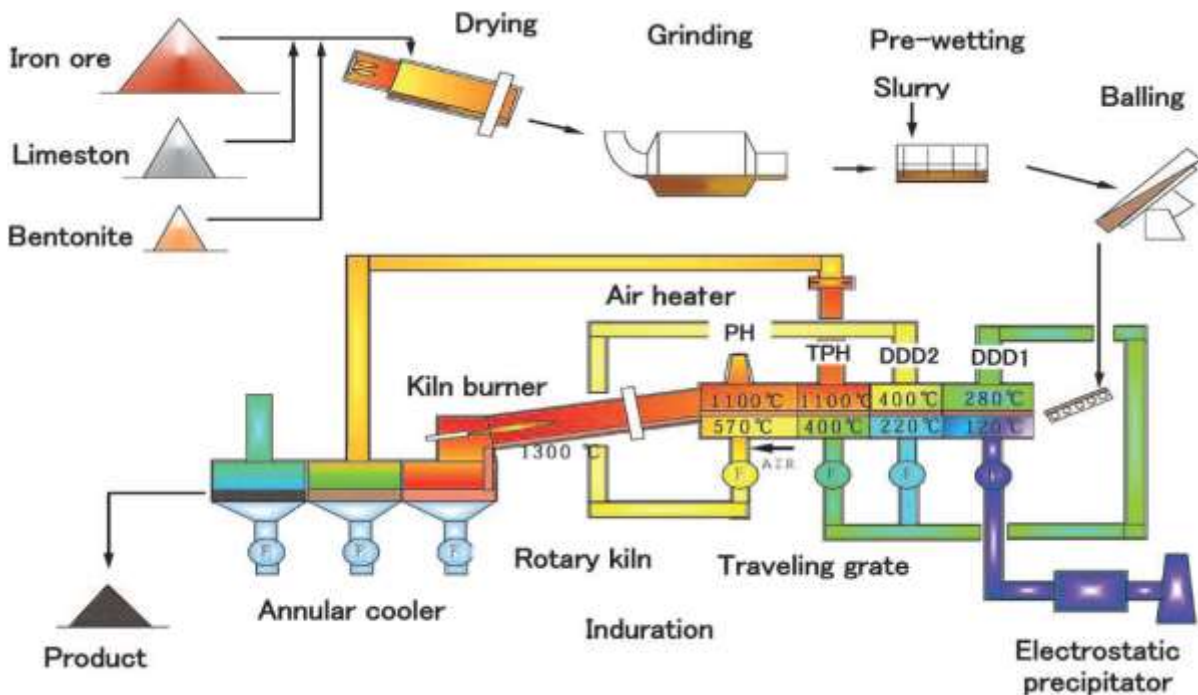 Drying
Grinding
Pre-wetting
Iron ore
Slurry
Balling
Limeston
Bentonite
Air heater
PH
TPH
DDD2
DDD1
Kiln burner
1100℃
1100℃
400℃
280℃
570℃
400℃
220℃
120℃
1300 ℃
AIR
F
F
F
F
F
F
F
Rotary kiln
Traveling grate
Annular cooler
Induration
Product
Electrostatic
precipitator